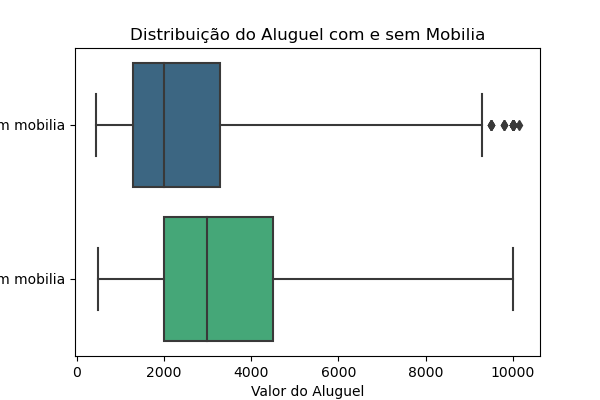 Distribuição do Aluguel com e sem Mobilia
m mobilia
m mobilia
0 2000 4000 6000 8000 10000
Valor do Aluguel